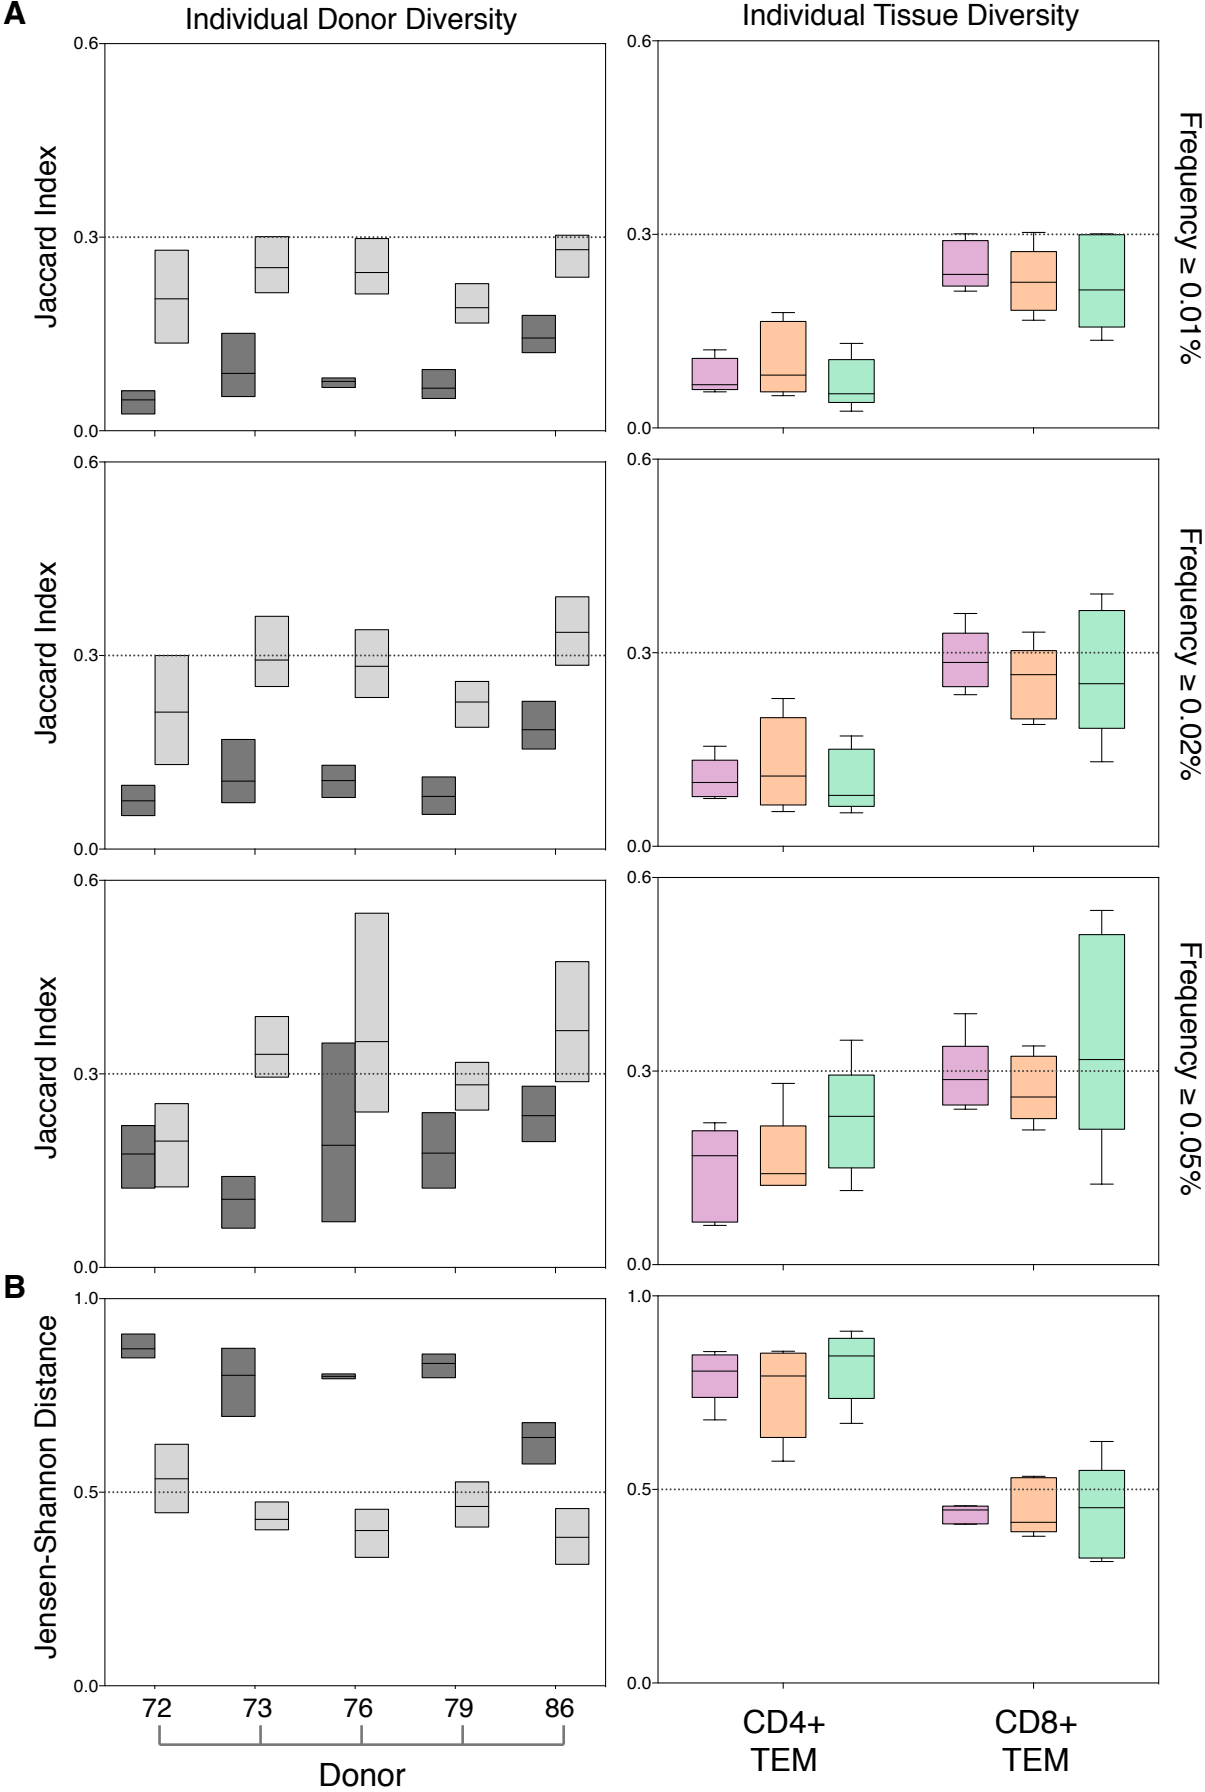 A
Individual Donor Diversity
Individual Tissue Diversity
0.6
0.3
0.0
Jaccard Index
0.6
0.3
0.0
Frequency ≥ 0.01%
0.6
0.3
0.0
Jaccard Index
0.6
0.3
0.0
Frequency ≥ 0.02%
0.6
0.3
0.0
Jaccard Index
0.6
0.3
0.0
Frequency ≥ 0.05%
B
1.0
0.5
0.0
Jensen-Shannon Distance
1.0
0.5
0.0
72 73 76 79 86
Donor
CD4+
TEM
CD8+
TEM